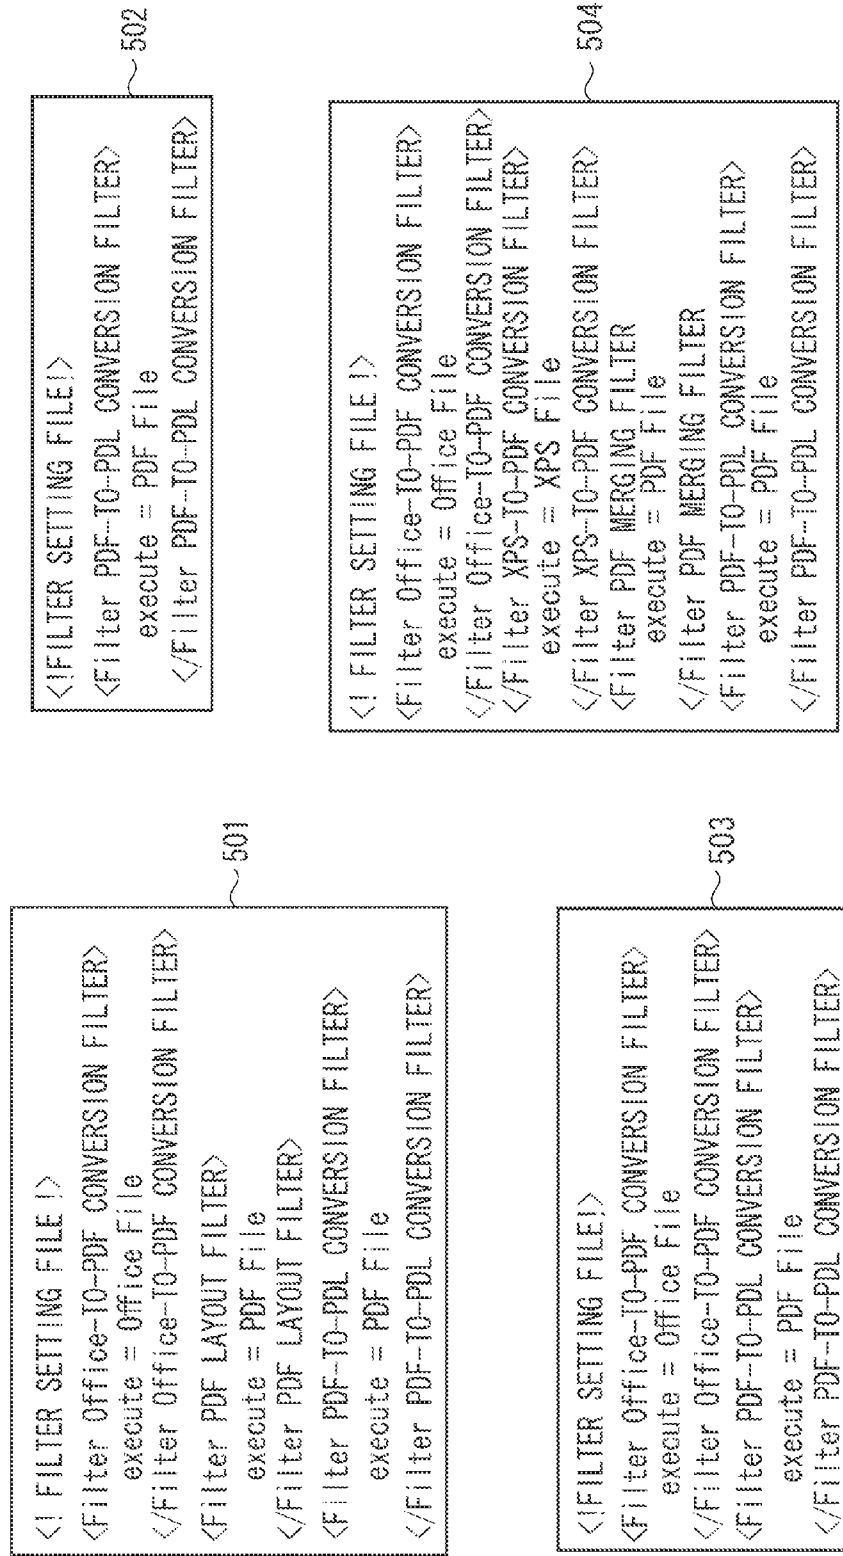 <! FILTER SETTING FILE !>
<Filter Office-TO-PDF CONVERSION FILTER>
execute = Office File
</Filter Office-TO-PDF CONVERSION FILTER>
<Filter PDF LAYOUT FILTER>
execute = PDF File
</Filter PDF LAYOUT FILTER>
<Filter PDF-TO-PDL CONVERSION FILTER>
execute = PDF File
</Filter PDF-TO-PDL CONVERSION FILTER>
501
<!FILTER SETTING FILE!>
<Filter PDF-TO-PDL CONVERSION FILTER>
execute = PDF File
</Filter PDF-TO-PDL CONVERSION FILTER>
502
<!FILTER SETTING FILE!>
<Filter Office-TO-PDF CONVERSION FILTER>
execute = Office File
</Filter Office-TO-PDF CONVERSION FILTER>
<Filter PDF-TO-PDL CONVERSION FILTER>
execute = PDF File
</Filter PDF-TO-PDL CONVERSION FILTER>
503
<! FILTER SETTING FILE !>
<Filter Office-TO-PDF CONVERSION FILTER>
execute = Office File
</Filter Office-TO-PDF CONVERSION FILTER>
</Filter XPS-TO-PDF CONVERSION FILTER>
execute = XPS File
</Filter XPS-TO-PDF CONVERSION FILTER>
<Filter PDF MERGING FILTER
execute = PDF File
</Filter PDF MERGING FILTER
<Filter PDF-TO-PDL CONVERSION FILTER>
execute = PDF File
</Filter PDF-TO-PDL CONVERSION FILTER>
504